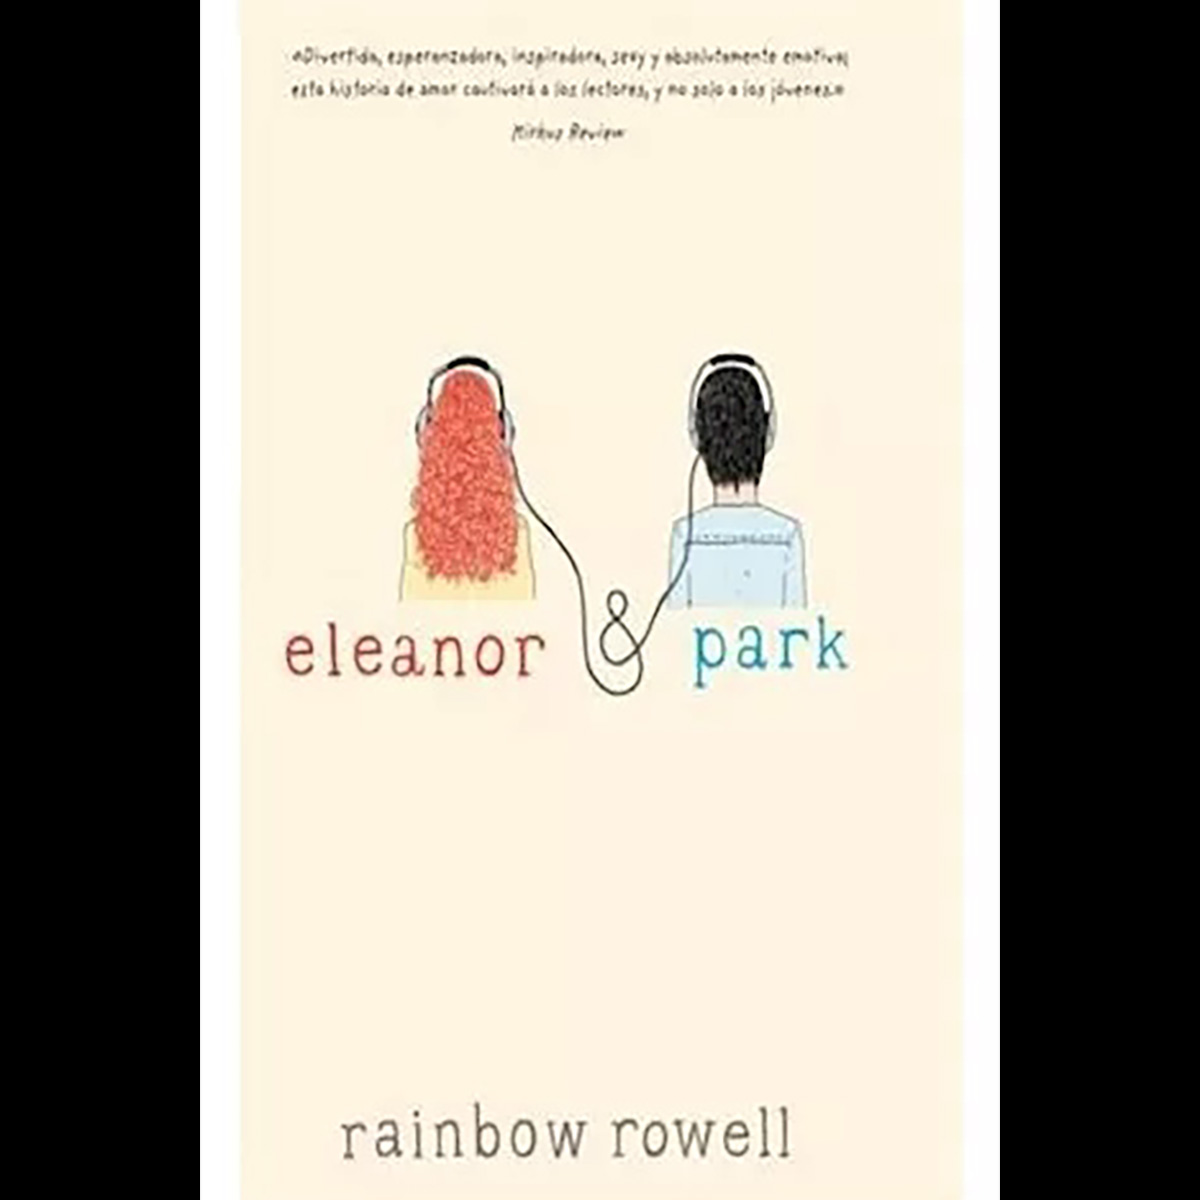 «Divertida, esperanzadora, inspiradora, sexy y absolutamente emotiva;
esta historia de amor cautivará a los lectores, y no solo a los jóvenes.»
Kirkus Review
eleanor & park
rainbow rowell